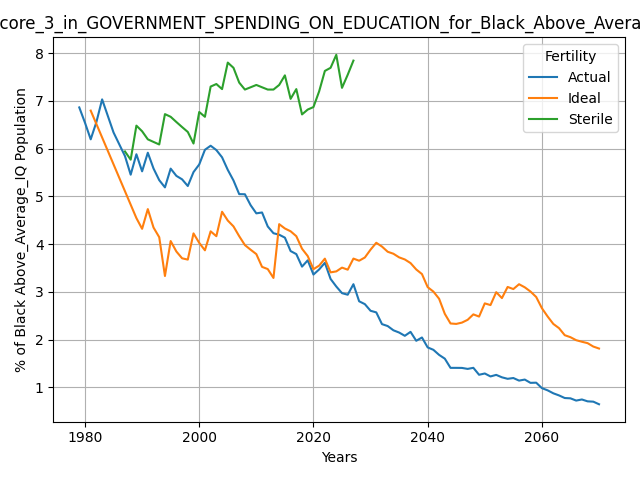 core_3_in_GOVERNMENT_SPENDING_ON_EDUCATION_for_Black_Above_Avera
% of Black Above_Average_IQ Population
8
7
6
5
4
3
2
1
Fertility
Actual
Ideal
Sterile
1980
2000
2020
2040
2060
Years